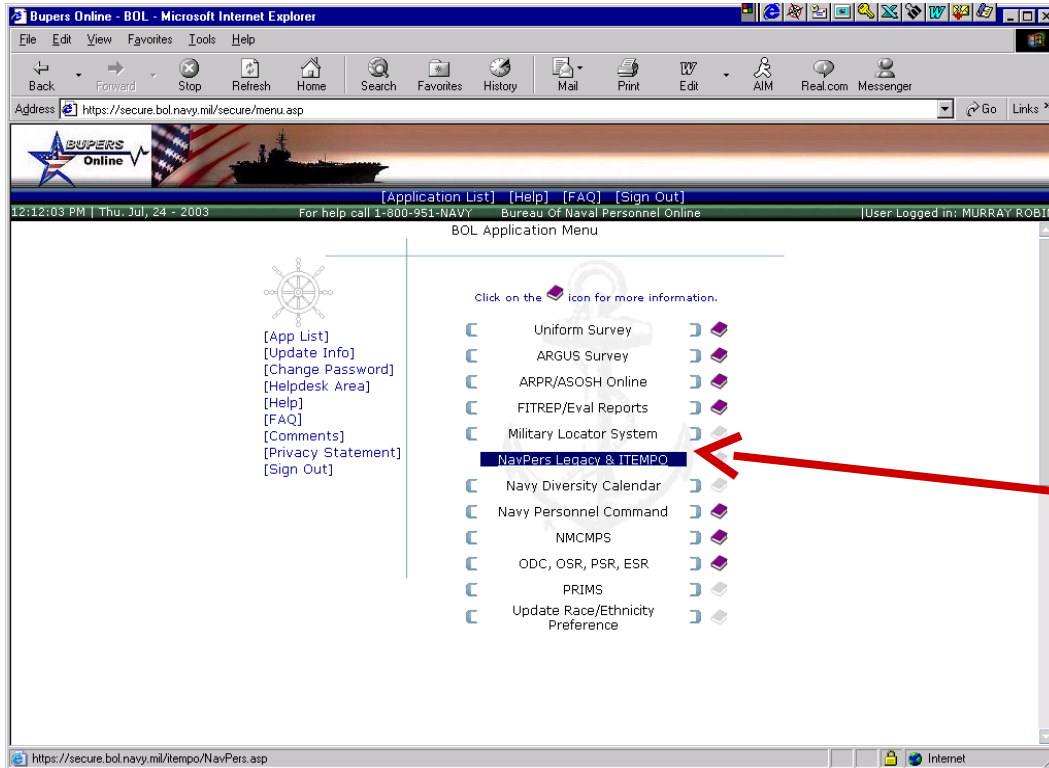 Bupers Online - BOL - Microsoft Internet Explorer
File Edit View Favorites Tools Help
Back Forward Stop Refresh Home Search Favorites History Mail Print Edit AIM Real.com Messenger
Address https://secure.bol.navy.mil/secure/menu.asp Go Links
BUPERS
Online
[Application List] [Help] [FAQ] [Sign Out]
12:12:03 PM | Thu. Jul, 24 - 2003 For help call 1-800-951-NAVY Bureau Of Naval Personnel Online |User Logged in: MURRAY ROBI
BOL Application Menu
Click on the icon for more information.
[App List]
[Update Info]
[Change Password]
[Helpdesk Area]
[Help]
[FAQ]
[Comments]
[Privacy Statement]
[Sign Out]
Uniform Survey
ARGUS Survey
ARPR/ASOSH Online
FITREP/Eval Reports
Military Locator System
NavPers Legacy & ITEMPO
Navy Diversity Calendar
Navy Personnel Command
NMCMPS
ODC, OSR, PSR, ESR
PRIMS
Update Race/Ethnicity
Preference
https://secure.bol.navy.mil/itempo/NavPers.asp Internet